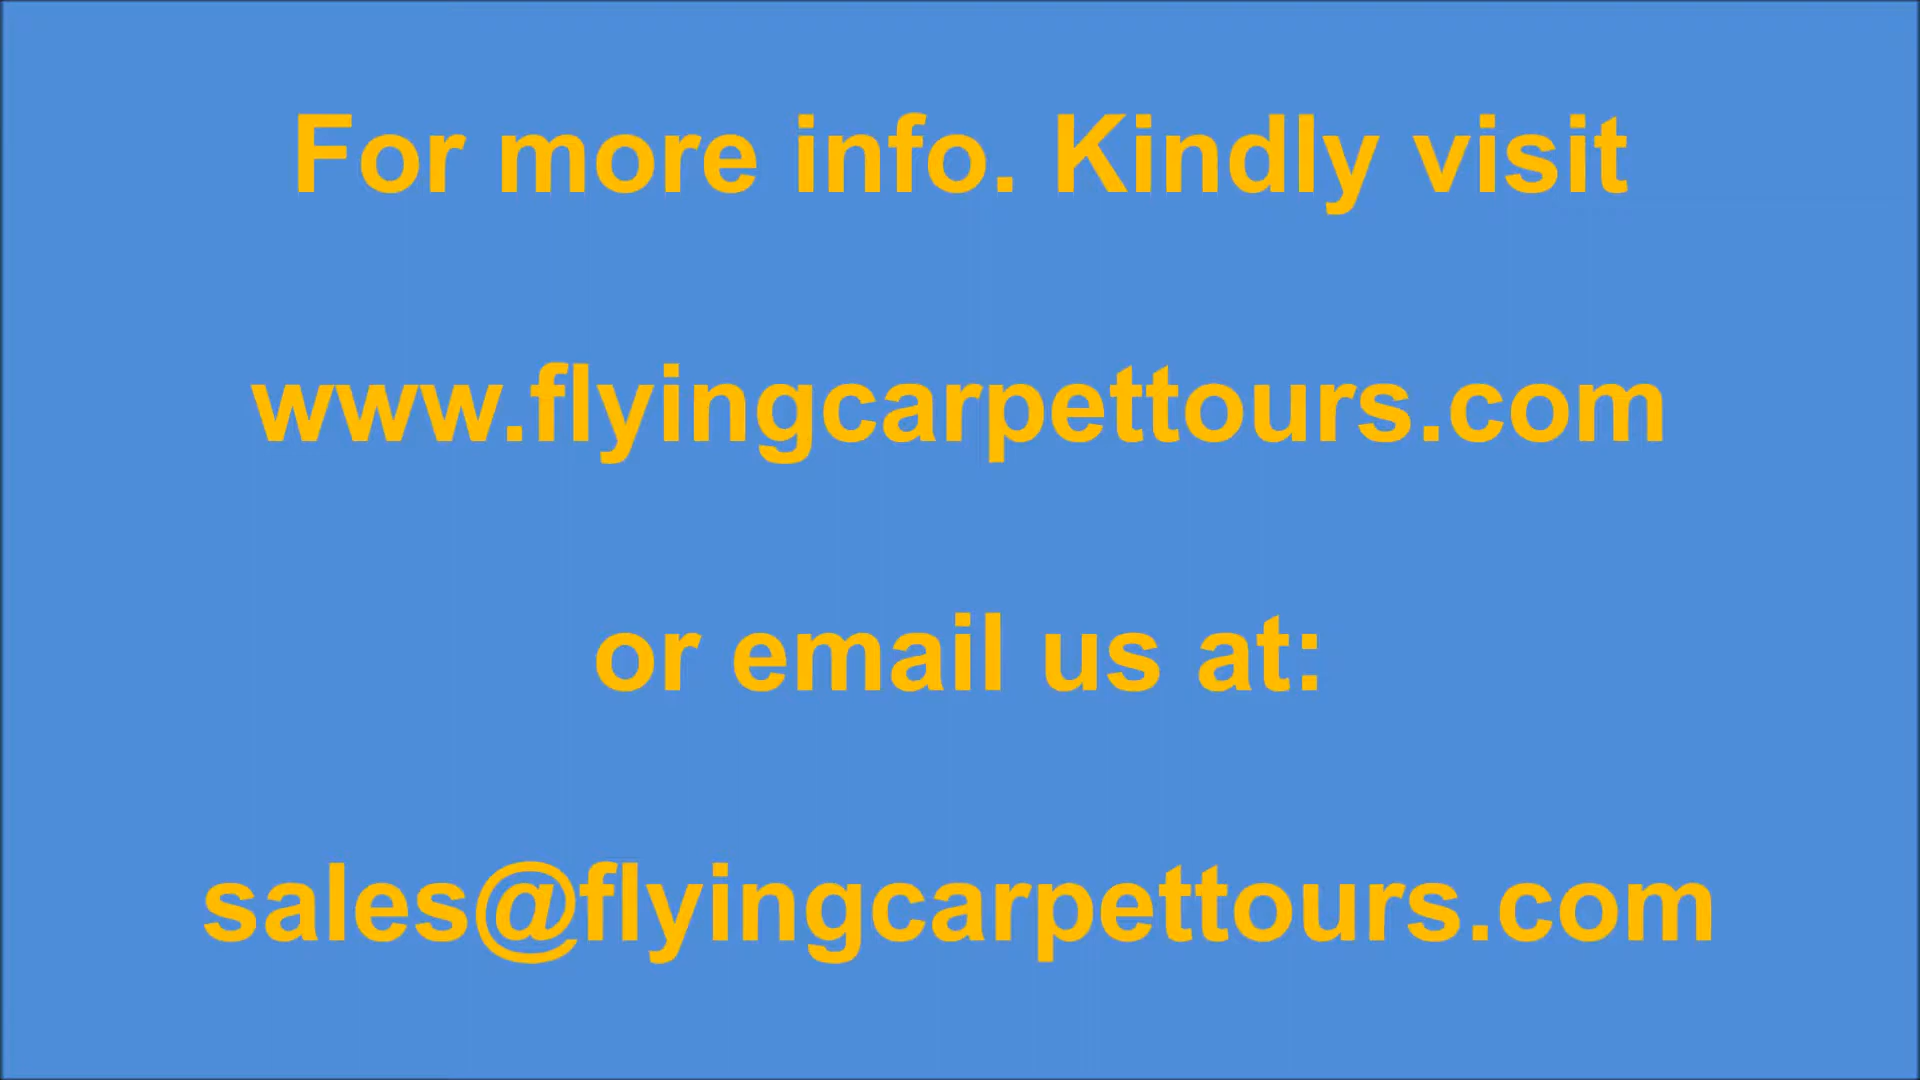 For more info. Kindly visit
www.flyingcarpettours.com
or email us at:
sales@flyingcarpettours.com